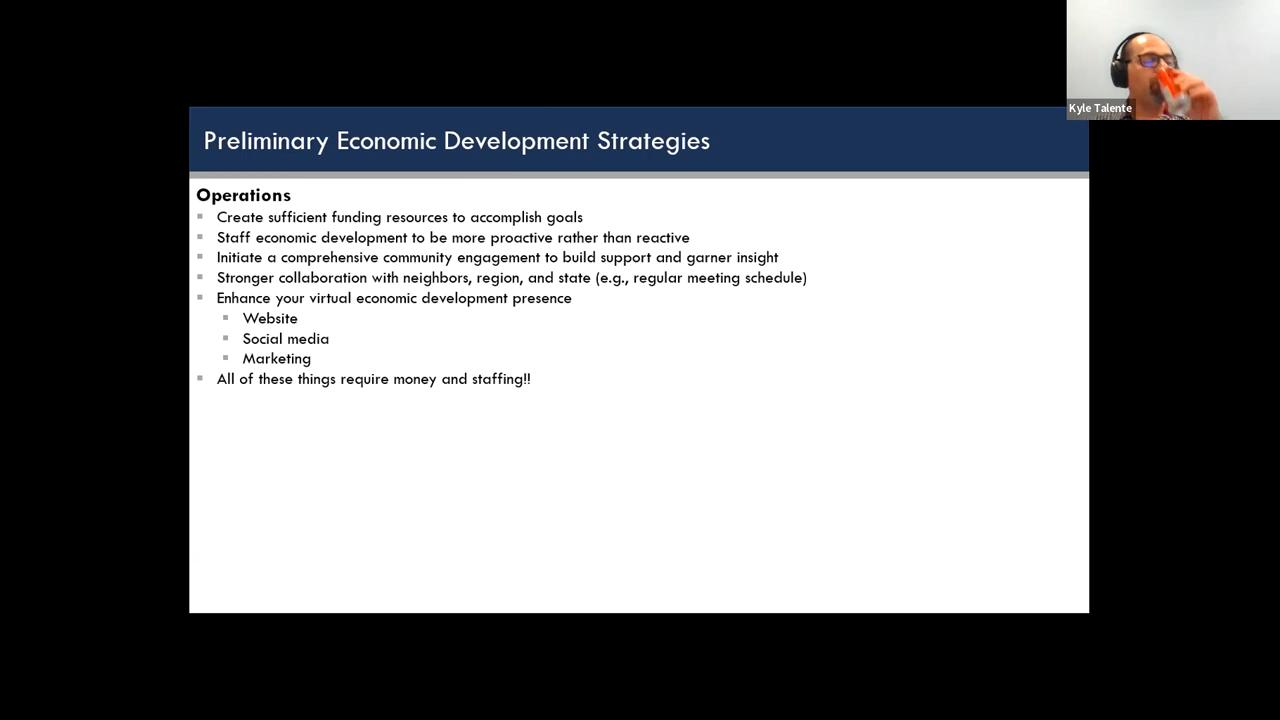 Kyle Talente
Preliminary Economic Development Strategies
Operations
Create sufficient funding resources to accomplish goals
Staff economic development to be more proactive rather than reactive
Initiate a comprehensive community engagement to build support and garner insight
Stronger collaboration with neighbors, region, and state (e.g., regular meeting schedule)
Enhance your virtual economic development presence
Website
Social media
Marketing
All of these things require money and staffing!!